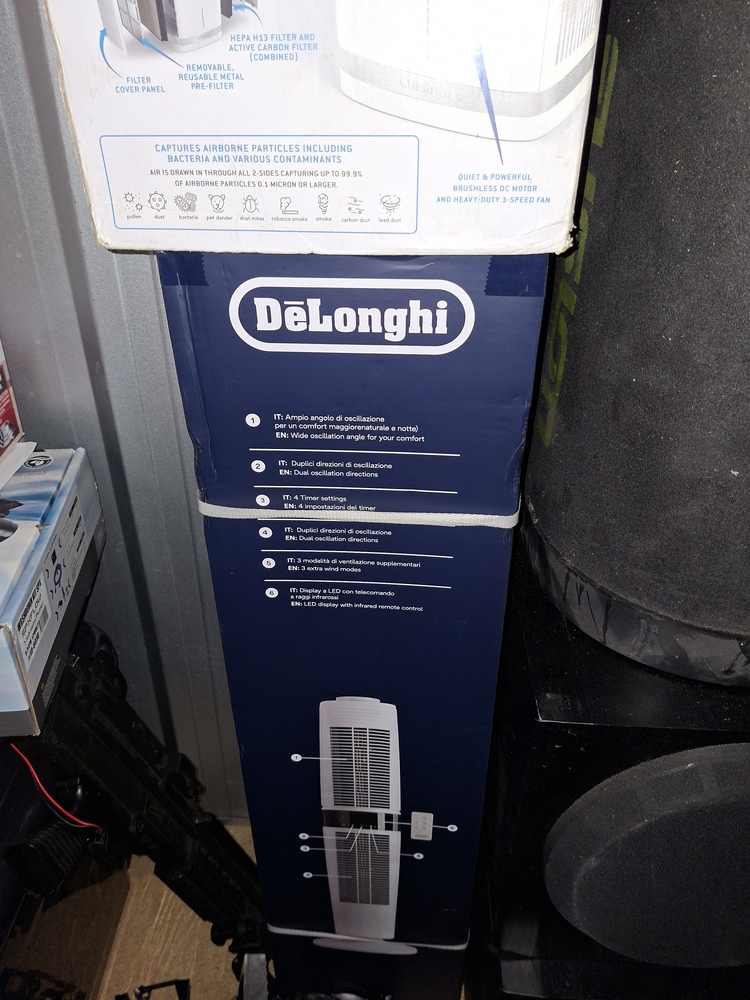 HEPA H13 FILTER AND
ACTIVE CARBON FILTER
(COMBINED)
REMOVABLE,
REUSABLE METAL
PRE-FILTER
FILTER
COVER PANEL
Cuisinart
CAPTURES AIRBORNE PARTICLES INCLUDING
BACTERIA AND VARIOUS CONTAMINANTS
AIR IS DRAWN IN THROUGH ALL 2-SIDES CAPTURING UP TO 99.9%
OF AIRBORNE PARTICLES 0.1 MICRON OR LARGER.
pollen dust bacteria pet dander dust mites tobacco smoke smoke carbon dust lead dust
QUIET & POWERFUL
BRUSHLESS DC MOTOR
AND HEAVY-DUTY 3-SPEED FAN
DēLonghi
1 IT: Ampio angolo di oscillazione
per un comfort maggiorenaturale e notte)
EN: Wide oscillation angle for your comfort
2 IT: Duplici direzioni di oscillazione
EN: Dual oscillation directions
3 IT: 4 Timer settings
EN: 4 impostazioni del timer
4 IT: Duplici direzioni di oscillazione
EN: Dual oscillation directions
5 IT: 3 modalità di ventilazione supplementari
EN: 3 extra wind modes
6 IT: Display a LED con telecomando
a raggi infrarossi
EN: LED display with infrared remote control
1